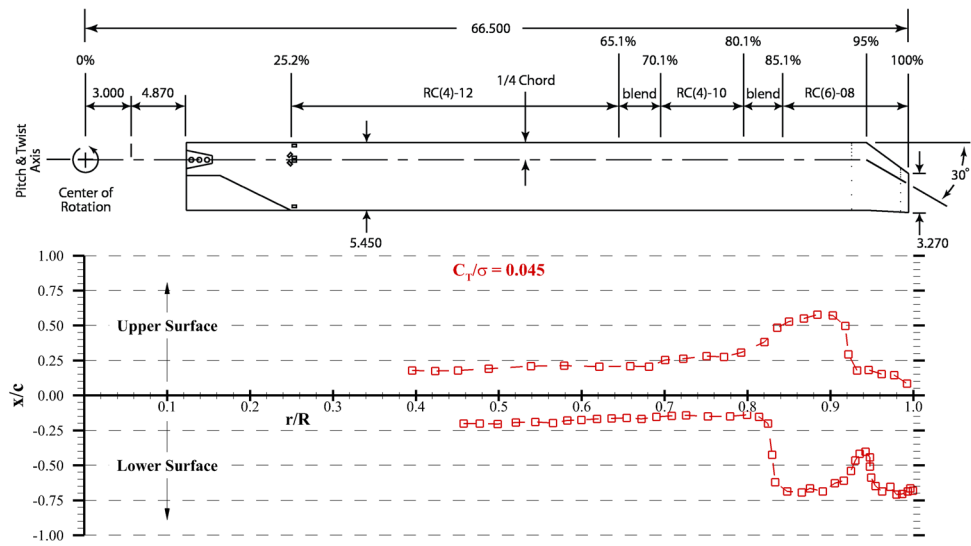 66.500
0%
25.2%
65.1%
70.1%
80.1%
85.1%
95%
100%
3.000
4.870
RC(4)-12
1/4 Chord
blend
RC(4)-10
blend
RC(6)-08
Pitch & Twist
Axis
Center of
Rotation
30°
5.450
3.270
CT/σ = 0.045
1.00
0.75
0.50
0.25
0.00
-0.25
-0.50
-0.75
-1.00
x/c
Upper Surface
0.1
0.2
0.3
0.4
0.5
0.6
0.7
0.8
0.9
1.0
r/R
Lower Surface